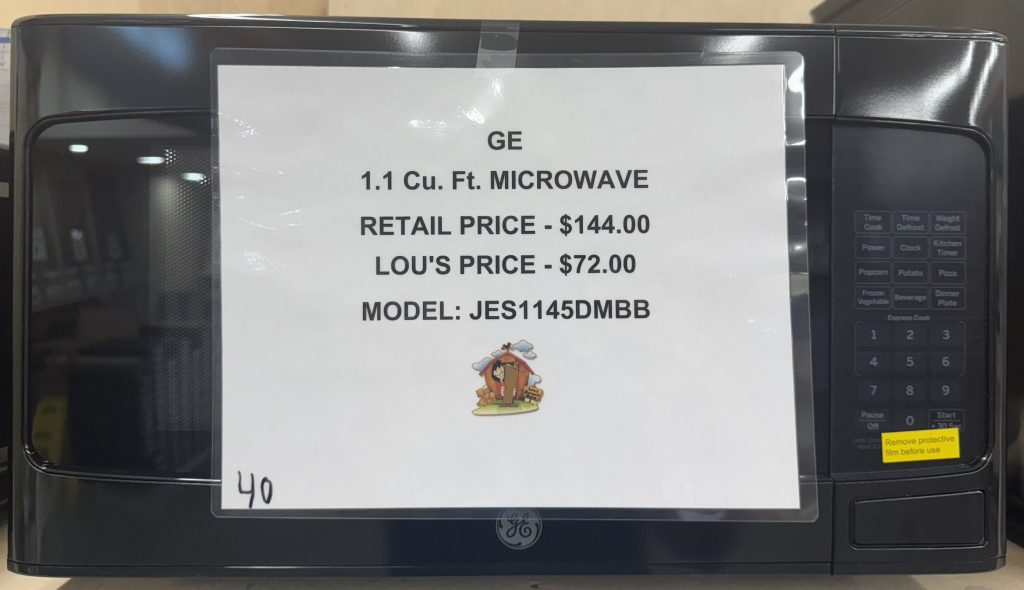 GE
1.1 Cu. Ft. MICROWAVE
RETAIL PRICE - $144.00
LOU'S PRICE - $72.00
MODEL: JES1145DMBB
40
GE
Time Cook
Time Defrost
Weight Defrost
Power
Clock
Kitchen Timer
Popcorn
Potato
Pizza
Frozen Vegetable
Beverage
Dinner Plate
Express Cook
1 2 3
4 5 6
7 8 9
Pause
Off
0
Start
+ 30 Sec
Remove protective
film before use